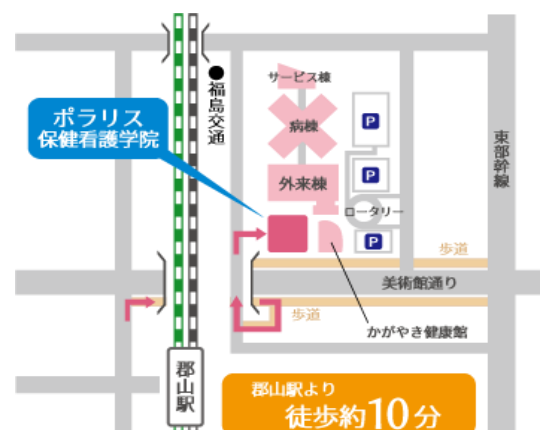 サービス棟
●福島交通
ポラリス
保健看護学院
病棟
P
東部幹線
外来棟
P
ロータリー
P
歩道
美術館通り
歩道
かがやき健康館
郡山駅
郡山駅より
徒歩約10分